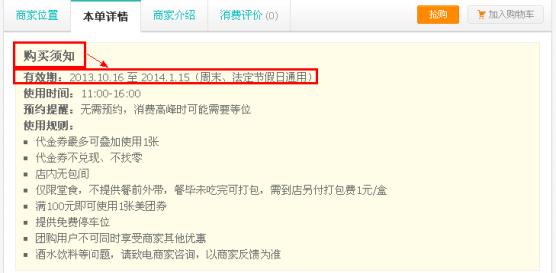 商家位置 本单详情 商家介绍 消费评价 (0) 抢购 加入购物车
购买须知
有效期：2013.10.16 至 2014.1.15（周末、法定节假日通用）
使用时间：11:00-16:00
预约提醒：无需预约，消费高峰时可能需要等位
使用规则：
代金券最多可叠加使用1张
代金券不兑现、不找零
店内无包间
仅限堂食，不提供餐前外带，餐毕未吃完可打包，需到店另付打包费1元/盒
满100元即可使用1张美团券
提供免费停车位
团购用户不可同时享受商家其他优惠
酒水饮料等问题，请致电商家咨询，以商家反馈为准